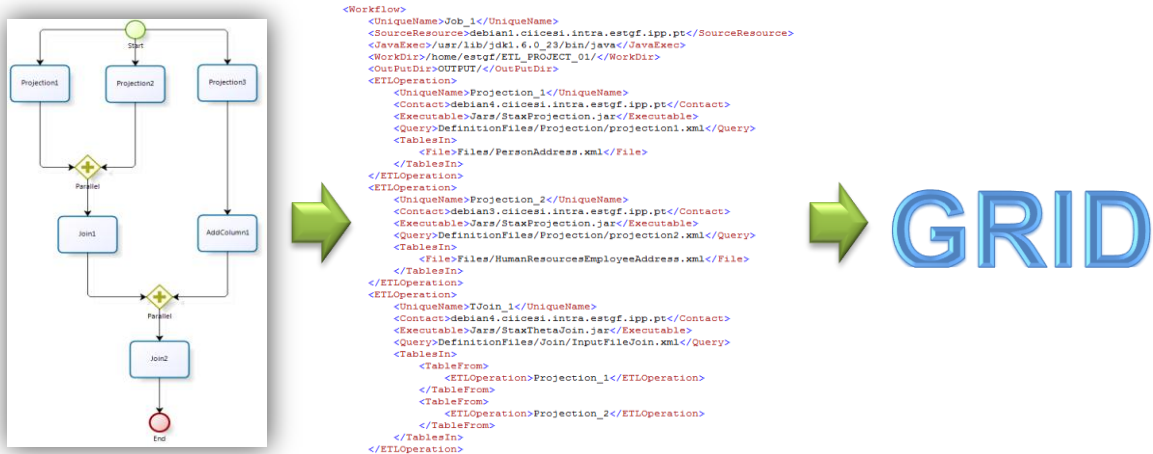 Start
Projection1
Projection2
Projection3
Parallel
Join1
AddColumn1
Parallel
Join2
End
<Workflow>
<UniqueName>Job_1</UniqueName>
<SourceResource>debian1.ciicesi.intra.estgf.ipp.pt</SourceResource>
<JavaExec>/usr/lib/jdk1.6.0_23/bin/java</JavaExec>
<WorkDir>/home/estgf/ETL_PROJECT_01/</WorkDir>
<OutPutDir>OUTPUT/</OutPutDir>
<ETLOperation>
<UniqueName>Projection_1</UniqueName>
<Contact>debian4.ciicesi.intra.estgf.ipp.pt</Contact>
<Executable>Jars/StaxProjection.jar</Executable>
<Query>DefinitionFiles/Projection/projection1.xml</Query>
<TablesIn>
<File>Files/PersonAddress.xml</File>
</TablesIn>
</ETLOperation>
<ETLOperation>
<UniqueName>Projection_2</UniqueName>
<Contact>debian3.ciicesi.intra.estgf.ipp.pt</Contact>
<Executable>Jars/StaxProjection.jar</Executable>
<Query>DefinitionFiles/Projection/projection2.xml</Query>
<TablesIn>
<File>Files/HumanResourcesEmployeeAddress.xml</File>
</TablesIn>
</ETLOperation>
<ETLOperation>
<UniqueName>TJoin_1</UniqueName>
<Contact>debian4.ciicesi.intra.estgf.ipp.pt</Contact>
<Executable>Jars/StaxThetaJoin.jar</Executable>
<Query>DefinitionFiles/Join/InputFileJoin.xml</Query>
<TablesIn>
<TableFrom>
<ETLOperation>Projection_1</ETLOperation>
</TableFrom>
<TableFrom>
<ETLOperation>Projection_2</ETLOperation>
</TableFrom>
</TablesIn>
</ETLOperation>
GRID